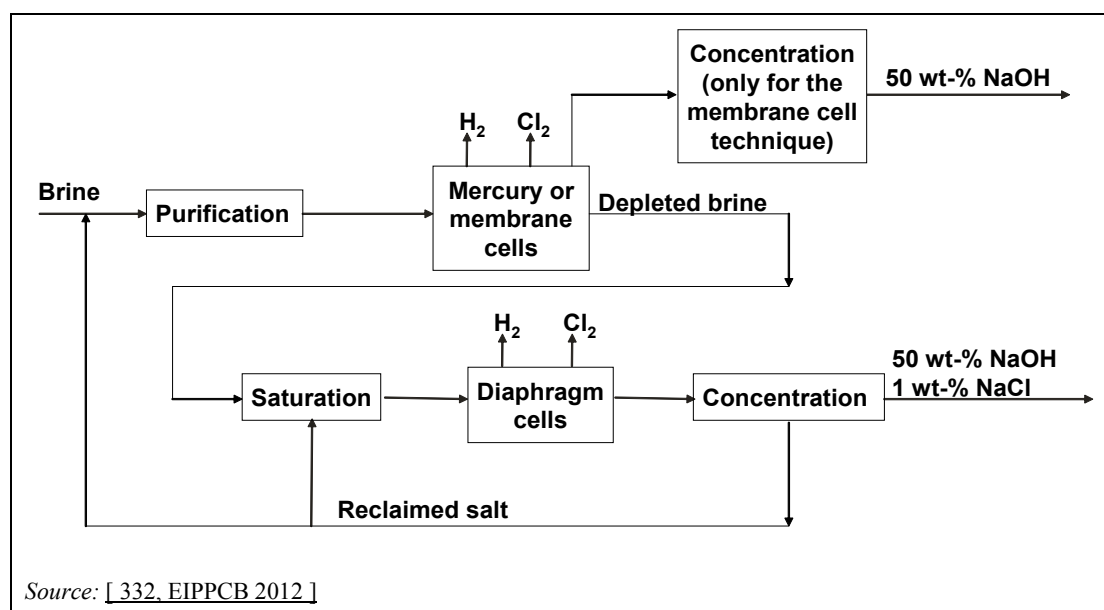 Concentration
(only for the
membrane cell
technique)
50 wt-% NaOH
H₂
Cl₂
Brine
Purification
Mercury or
membrane
cells
Depleted brine
H₂
Cl₂
50 wt-% NaOH
1 wt-% NaCl
Saturation
Diaphragm
cells
Concentration
Reclaimed salt
Source: [ 332, EIPPCB 2012 ]